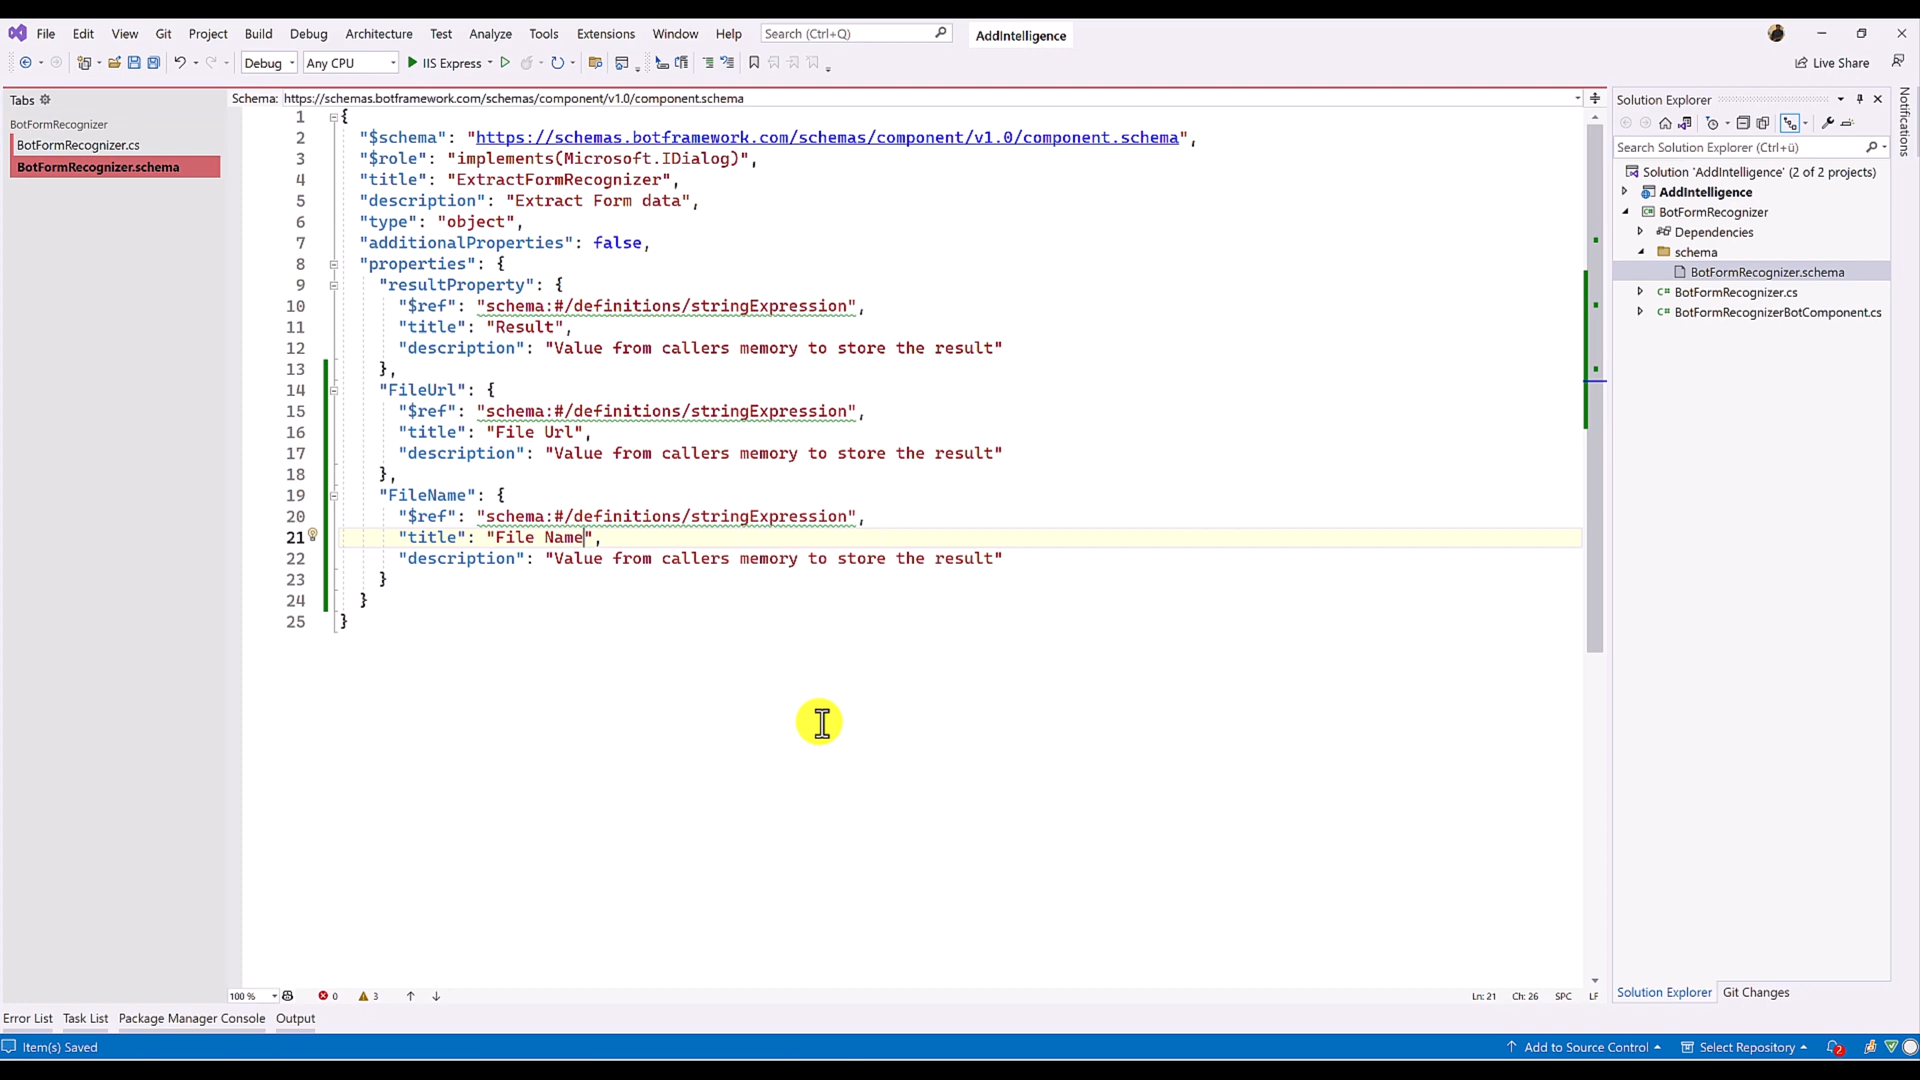 File Edit View Git Project Build Debug Architecture Test Analyze Tools Extensions Window Help Search (Ctrl+Q) AddIntelligence
Debug Any CPU IIS Express Live Share
Tabs
BotFormRecognizer
BotFormRecognizer.cs
BotFormRecognizer.schema
Schema: https://schemas.botframework.com/schemas/component/v1.0/component.schema
1 {
2 "$schema": "https://schemas.botframework.com/schemas/component/v1.0/component.schema",
3 "$role": "implements(Microsoft.IDialog)",
4 "title": "ExtractFormRecognizer",
5 "description": "Extract Form data",
6 "type": "object",
7 "additionalProperties": false,
8 "properties": {
9 "resultProperty": {
10 "$ref": "schema:#/definitions/stringExpression",
11 "title": "Result",
12 "description": "Value from callers memory to store the result"
13 },
14 "FileUrl": {
15 "$ref": "schema:#/definitions/stringExpression",
16 "title": "File Url",
17 "description": "Value from callers memory to store the result"
18 },
19 "FileName": {
20 "$ref": "schema:#/definitions/stringExpression",
21 "title": "File Name",
22 "description": "Value from callers memory to store the result"
23 }
24 }
25 }
100 % 0 3 Ln: 21 Ch: 26 SPC LF
Solution Explorer
Search Solution Explorer (Ctrl+ü)
Solution 'AddIntelligence' (2 of 2 projects)
AddIntelligence
BotFormRecognizer
Dependencies
schema
BotFormRecognizer.schema
C# BotFormRecognizer.cs
C# BotFormRecognizerBotComponent.cs
Solution Explorer Git Changes
Notifications
Error List Task List Package Manager Console Output
Item(s) Saved Add to Source Control Select Repository 2